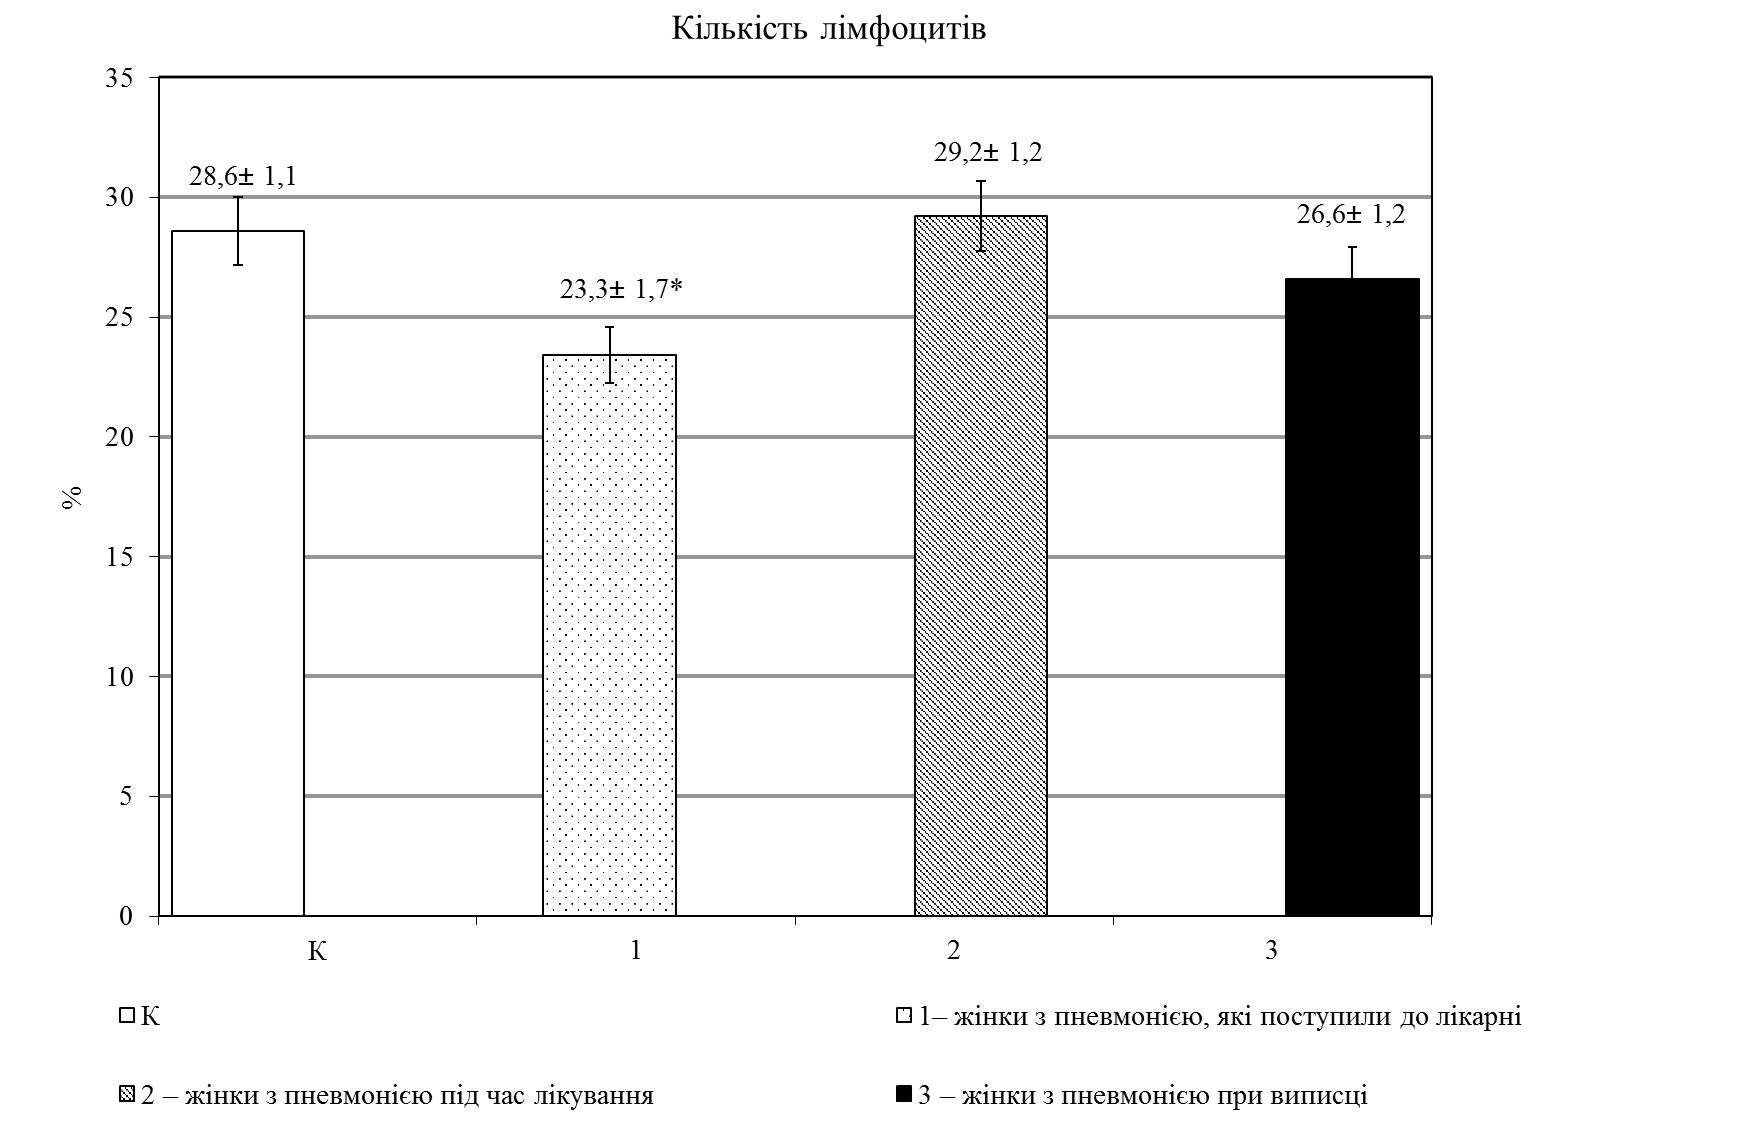 Кількість лімфоцитів
35
30
25
20
15
10
5
0
%
28,6± 1,1
23,3± 1,7*
29,2± 1,2
26,6± 1,2
К
1
2
3
К
1– жінки з пневмонією, які поступили до лікарні
2 – жінки з пневмонією під час лікування
3 – жінки з пневмонією при виписці